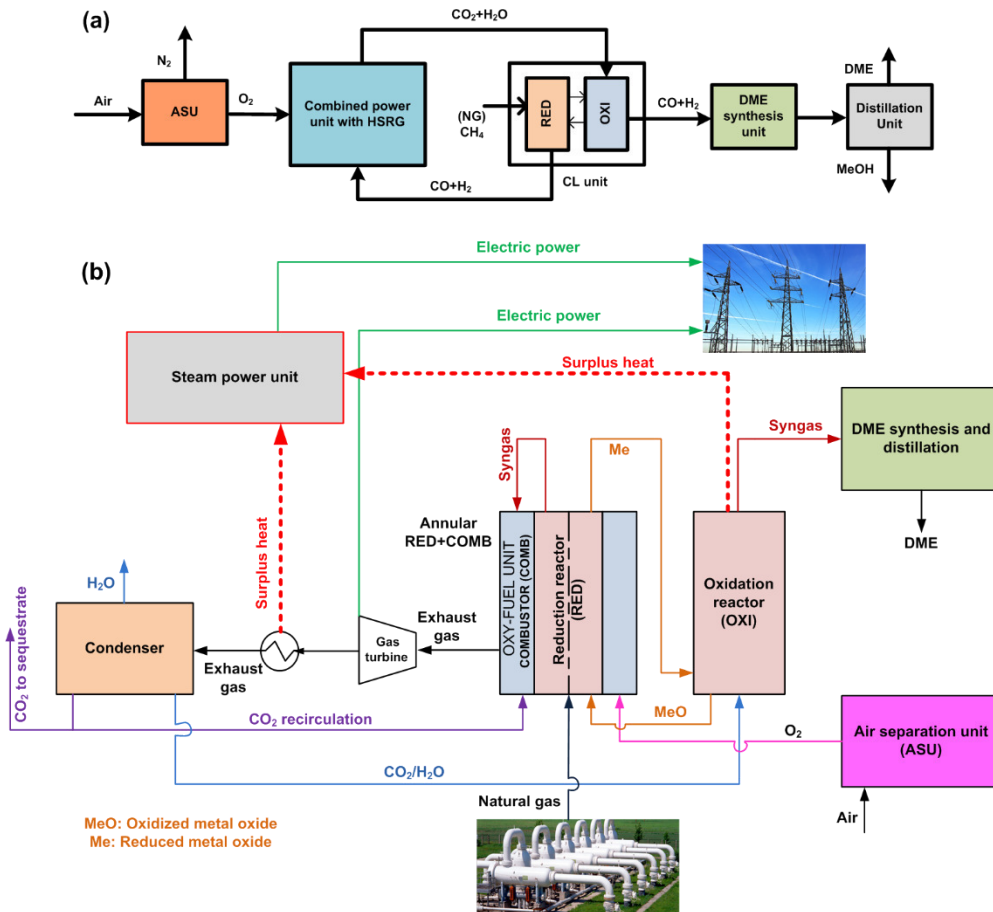 (a)
CO₂+H₂O
N₂
Air
ASU
O₂
Combined power
unit with HSRG
(NG)
CH₄
RED
OXI
CL unit
CO+H₂
CO+H₂
DME
synthesis
unit
DME
Distillation
Unit
MeOH
(b)
Electric power
Electric power
Steam power unit
Surplus heat
Surplus heat
Syngas
Me
Syngas
DME synthesis and
distillation
DME
Annular
RED+COMB
OXY-FUEL UNIT
COMBUSTOR (COMB)
Reduction reactor
(RED)
Oxidation
reactor
(OXI)
H₂O
Condenser
Exhaust
gas
Gas
turbine
Exhaust
gas
CO₂ to sequestrate
CO₂ recirculation
MeO
O₂
Air separation unit
(ASU)
Air
CO₂/H₂O
Natural gas
MeO: Oxidized metal oxide
Me: Reduced metal oxide